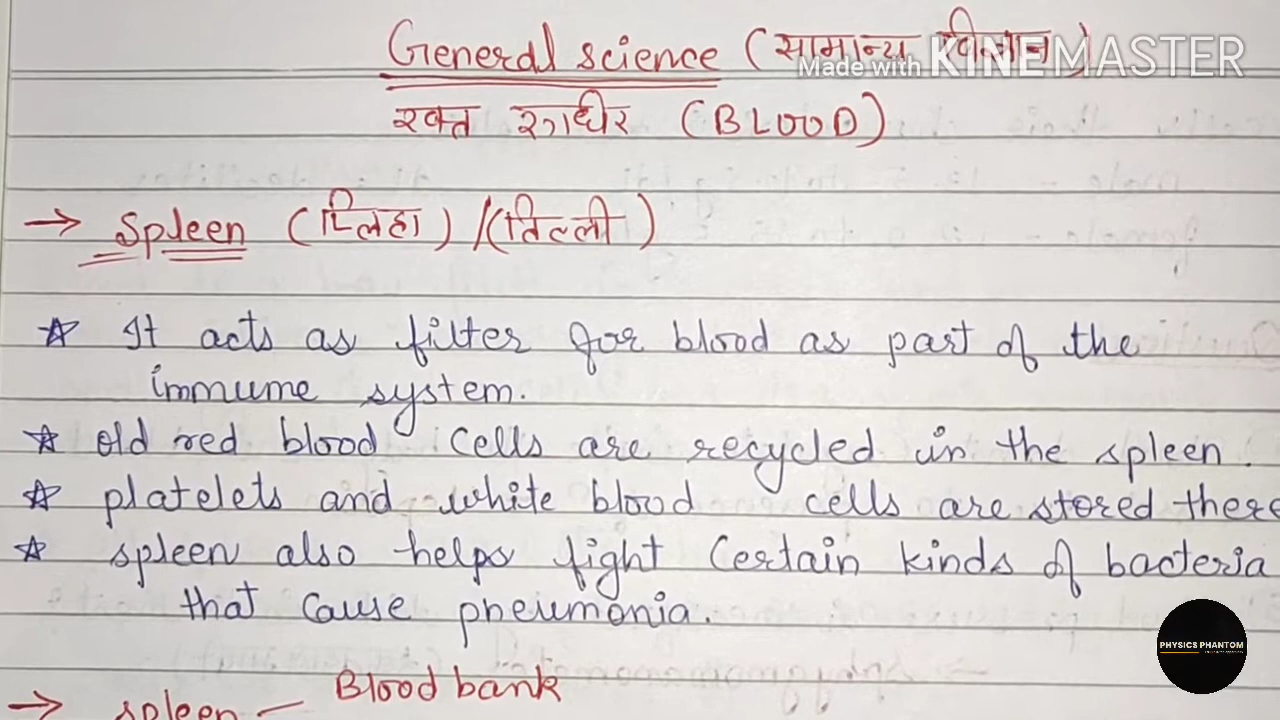 General science (सामान्य विज्ञान)
Made with KINEMASTER
रक्त रुधीर (BLOOD)
→ Spleen (प्लिहा) / (तिल्ली)
☆ It acts as filter for blood as part of the
immune system.
☆ old red blood cells are recycled in the spleen.
☆ platelets and white blood cells are stored there
☆ spleen also helps fight certain kinds of bacteria
that cause pneumonia.
PHYSICS PHANTOM
Blood bank
→ spleen —